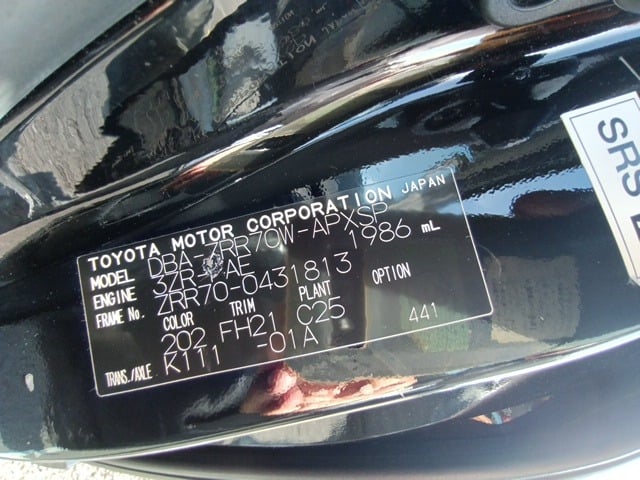 TOYOTA MOTOR CORPORATION JAPAN
MODEL DBA-ZRR70W-APXSP
ENGINE 3ZR-FAE 1986 mL
FRAME No. ZRR70-0431813
COLOR TRIM PLANT OPTION
202 FH21 C25 441
TRANS./AXLE K111 -01A
SRS